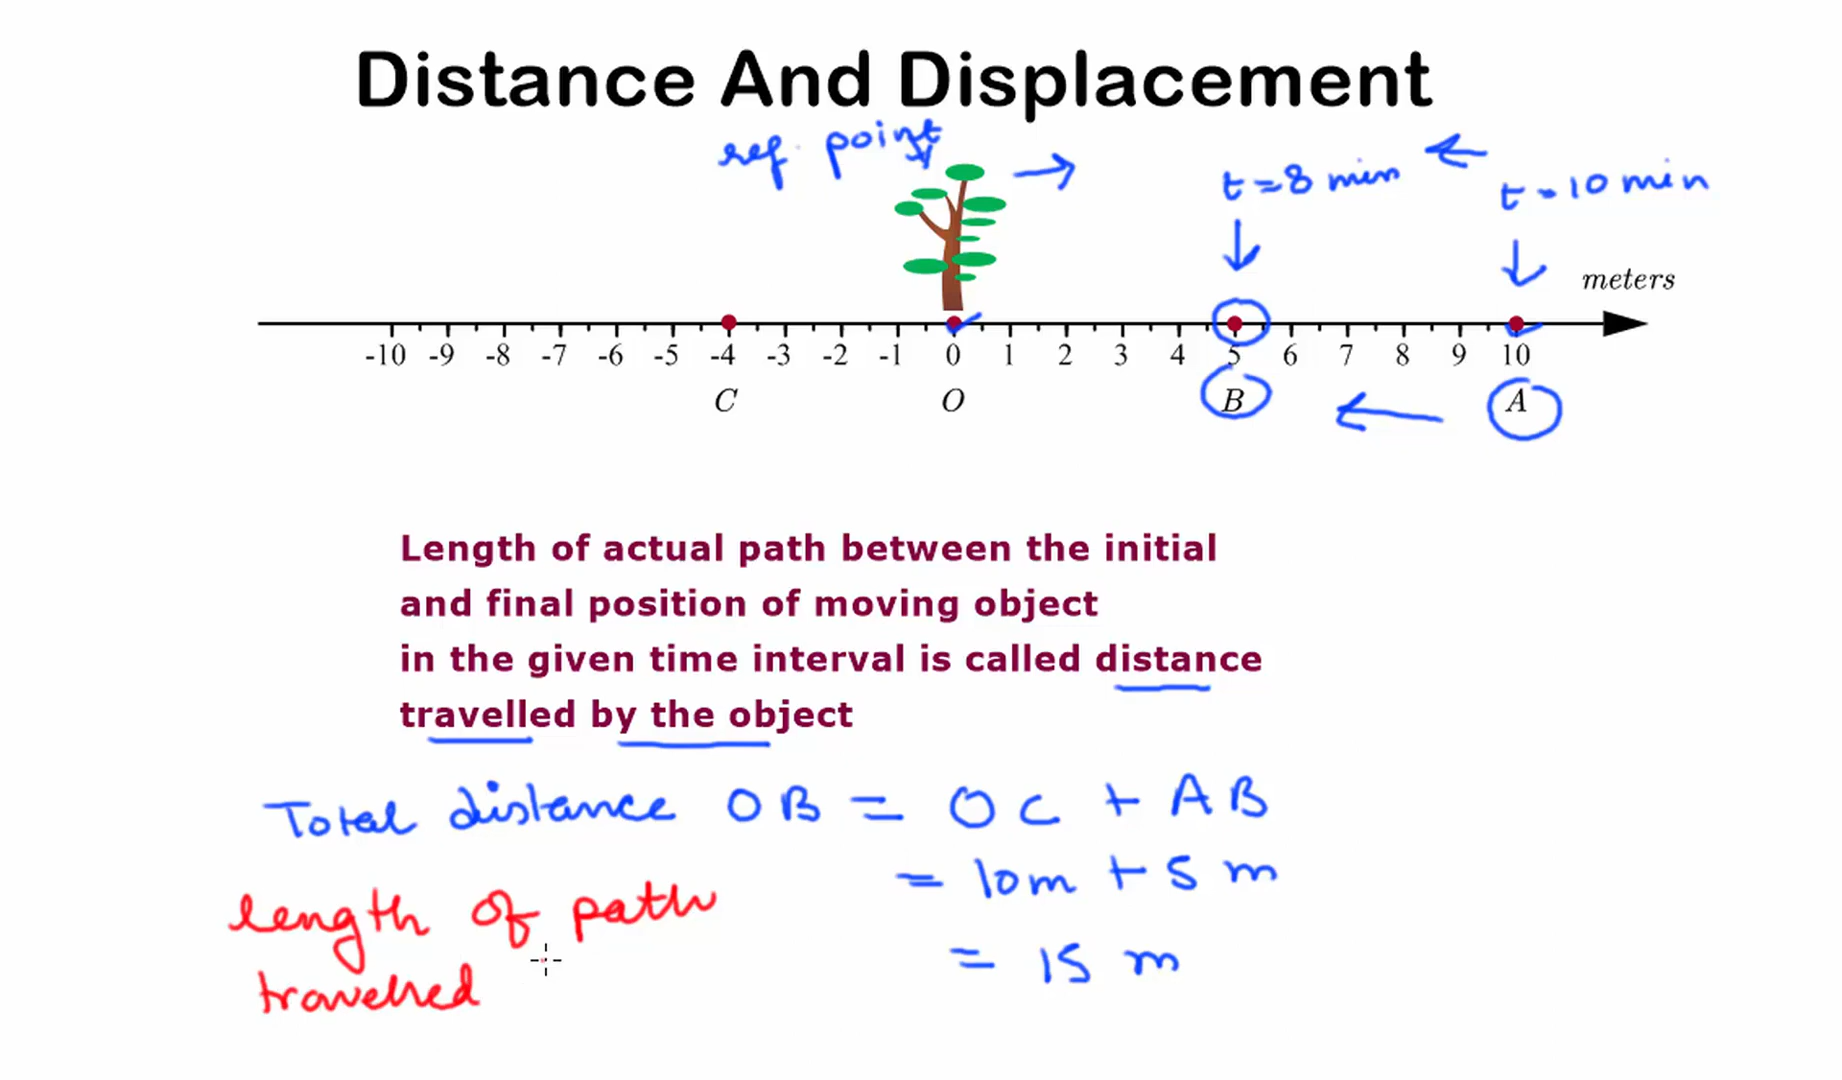 Distance And Displacement
ref. point
t = 8 min
t = 10 min
meters
-10 -9 -8 -7 -6 -5 -4 -3 -2 -1 0 1 2 3 4 5 6 7 8 9 10
C O B A
Length of actual path between the initial
and final position of moving object
in the given time interval is called distance
travelled by the object
Total distance OB = OC + AB
= 10m + 5 m
= 15 m
length of path
travelled